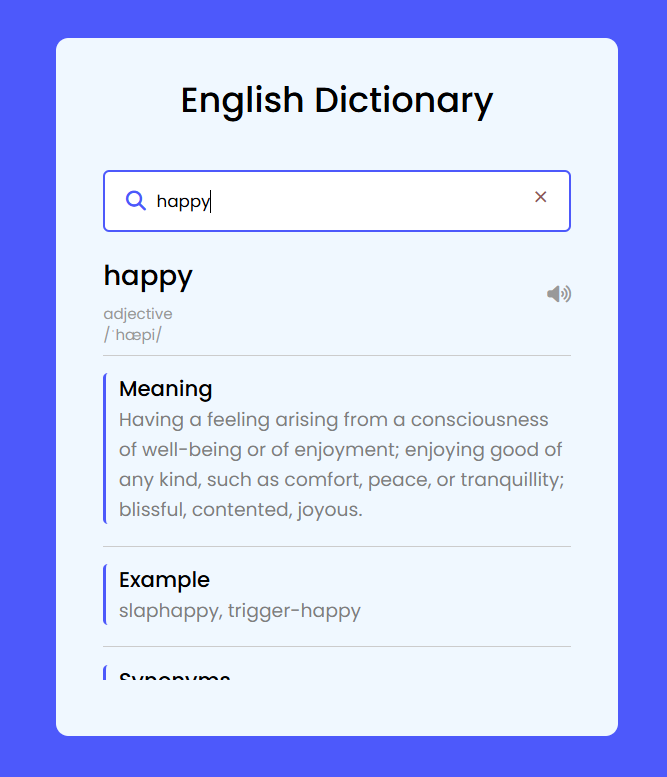 English Dictionary
happy
happy
adjective
/ˈhæpi/
Meaning
Having a feeling arising from a consciousness
of well-being or of enjoyment; enjoying good of
any kind, such as comfort, peace, or tranquillity;
blissful, contented, joyous.
Example
slaphappy, trigger-happy
Synonyms